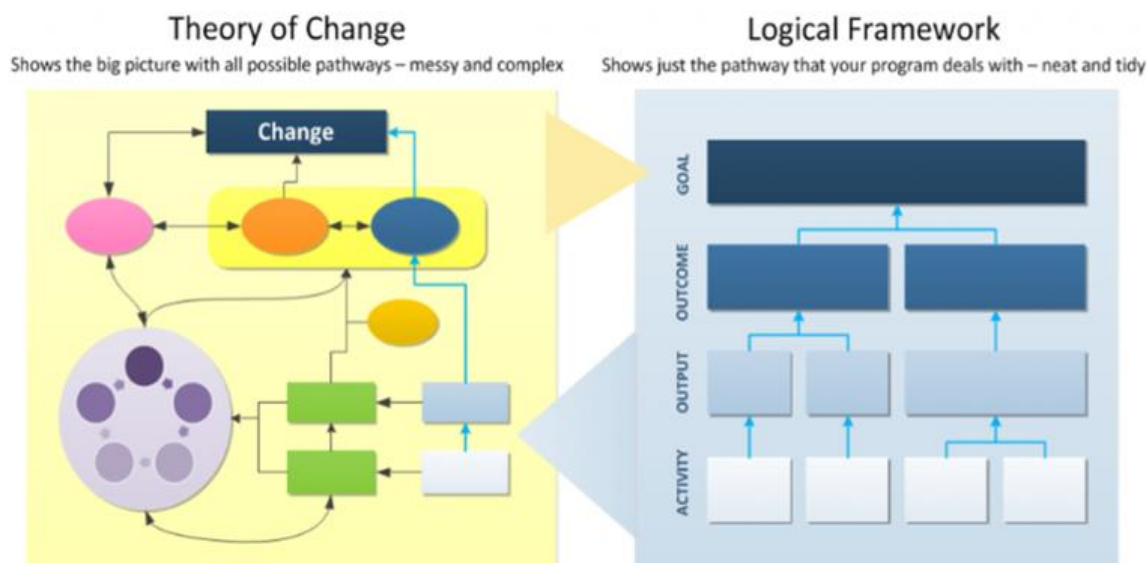 Theory of Change
Shows the big picture with all possible pathways – messy and complex
Change
Logical Framework
Shows just the pathway that your program deals with – neat and tidy
GOAL
OUTCOME
OUTPUT
ACTIVITY